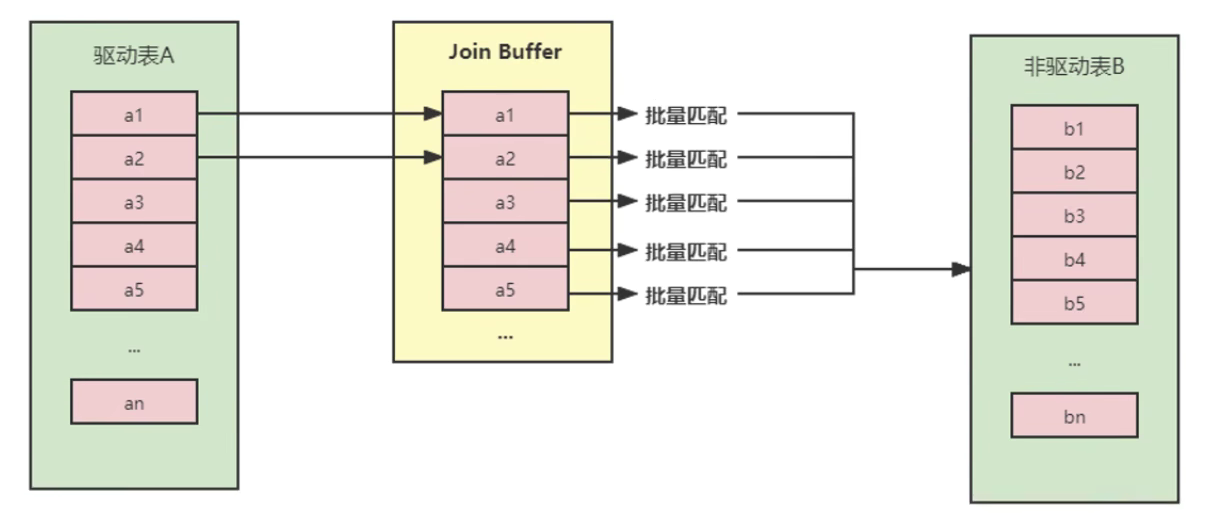 驱动表A
a1
a2
a3
a4
a5
...
an
Join Buffer
a1
a2
a3
a4
a5
...
批量匹配
批量匹配
批量匹配
批量匹配
批量匹配
非驱动表B
b1
b2
b3
b4
b5
...
bn